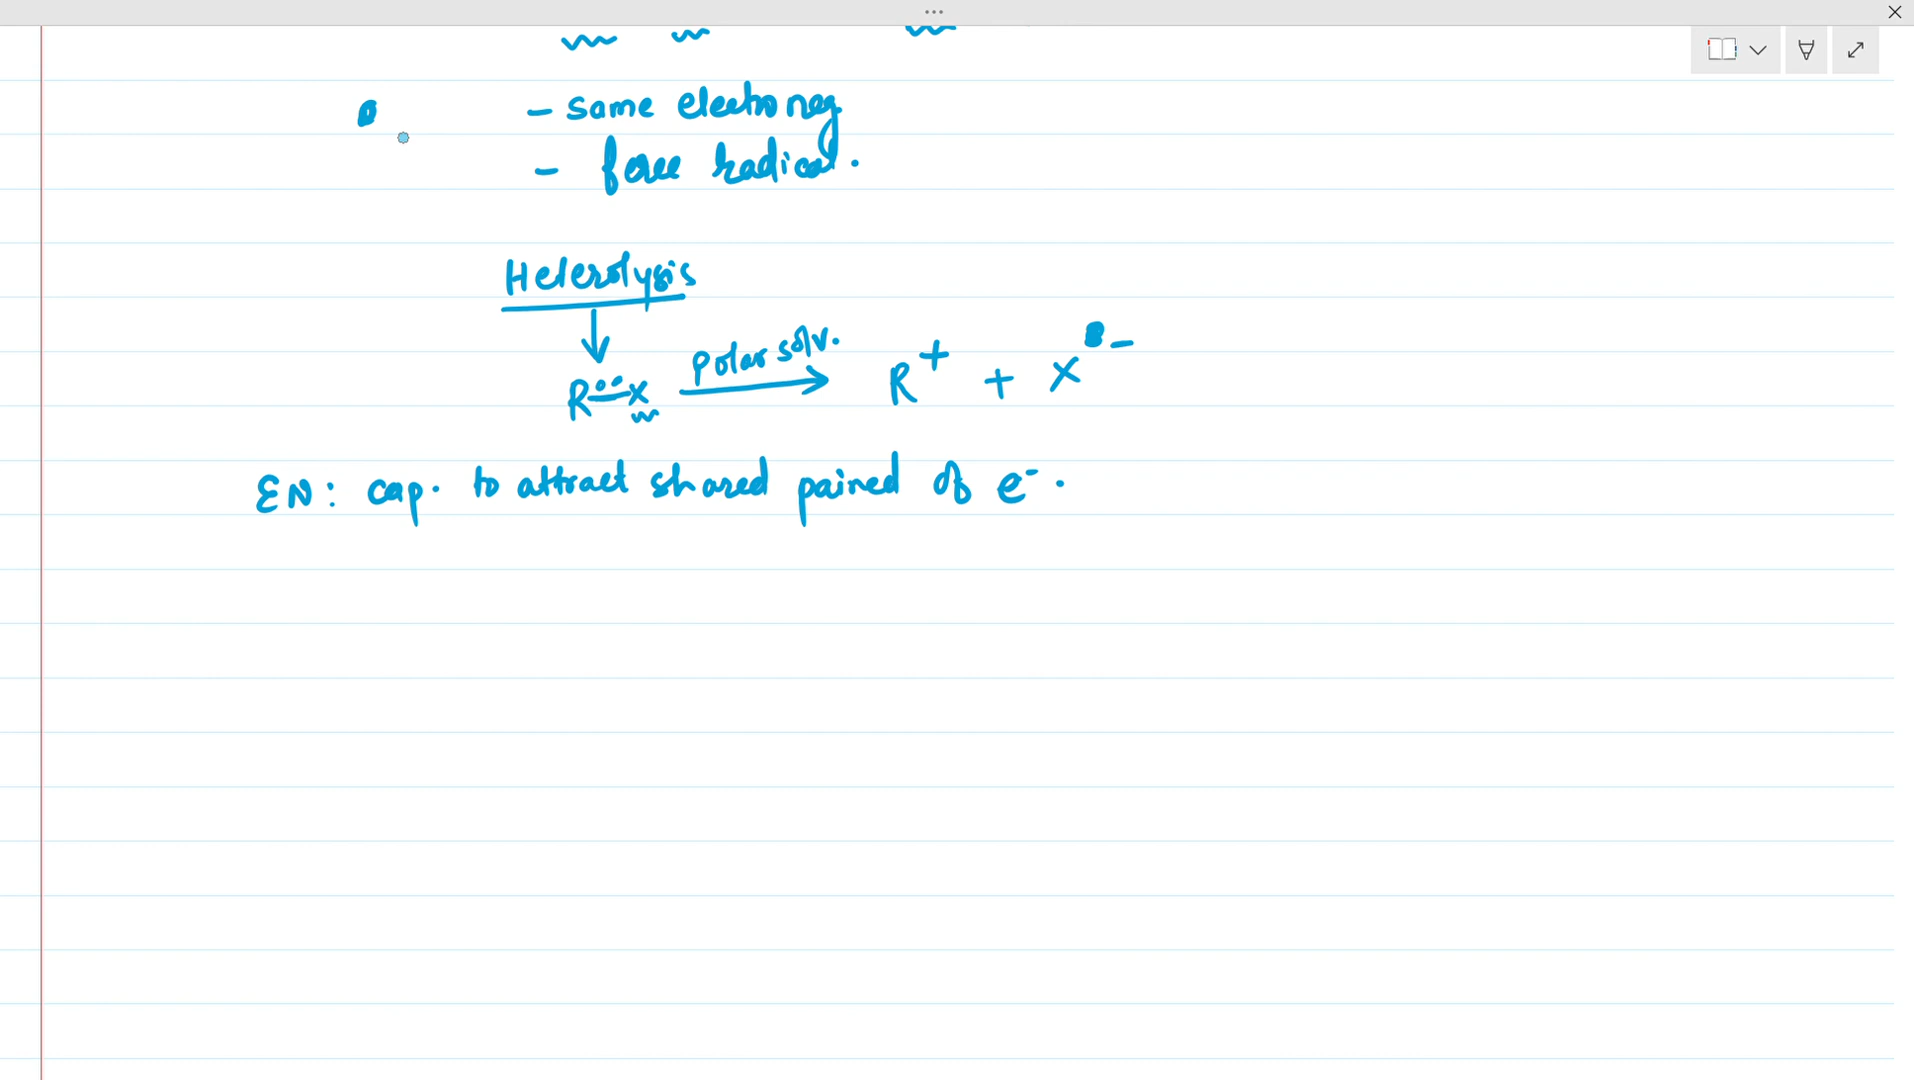 - same electroneg
- free radical.
Heterolysis
Polar solv.
R–X → R⁺ + X⁻
EN: cap. to attract shared paired of e⁻.